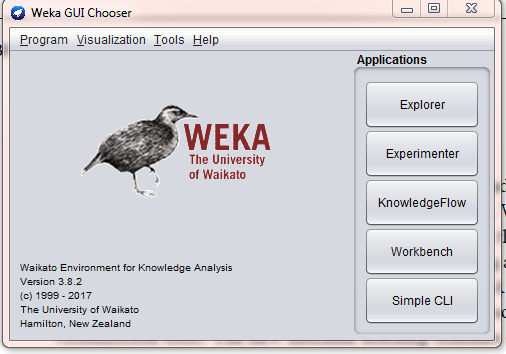 Weka GUI Chooser
Program Visualization Tools Help
Applications
WEKA
The University
of Waikato
Explorer
Experimenter
KnowledgeFlow
Workbench
Simple CLI
Waikato Environment for Knowledge Analysis
Version 3.8.2
(c) 1999 - 2017
The University of Waikato
Hamilton, New Zealand